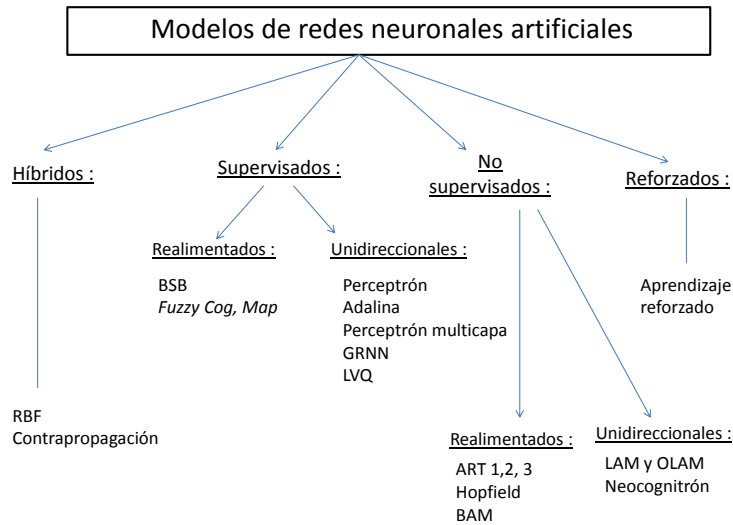 Modelos de redes neuronales artificiales
Híbridos :
Supervisados :
No
supervisados :
Reforzados :
Realimentados :
BSB
Fuzzy Cog, Map
Unidireccionales :
Perceptrón
Adalina
Perceptrón multicapa
GRNN
LVQ
Aprendizaje
reforzado
RBF
Contrapropagación
Realimentados :
ART 1,2, 3
Hopfield
BAM
Unidireccionales :
LAM y OLAM
Neocognitrón